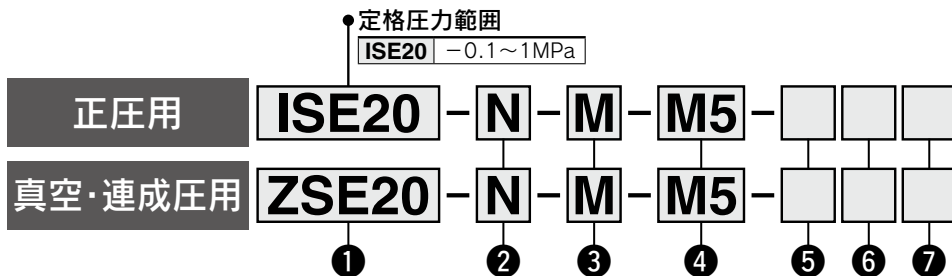 定格圧力範囲
ISE20 －0.1～1MPa
正圧用 ISE20 - N - M - M5 -
真空・連成圧用 ZSE20 - N - M - M5 -
❶ ❷ ❸ ❹ ❺ ❻ ❼